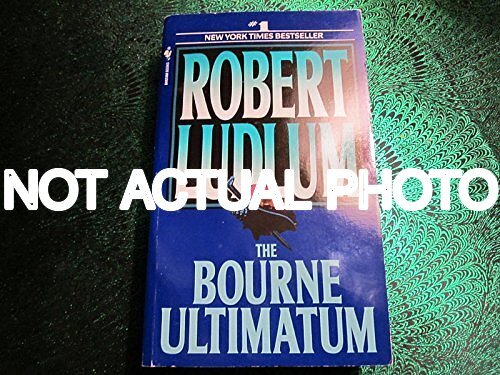 #1
NEW YORK TIMES BESTSELLER
ROBERT
LUDLUM
NOT ACTUAL PHOTO
THE
BOURNE
ULTIMATUM